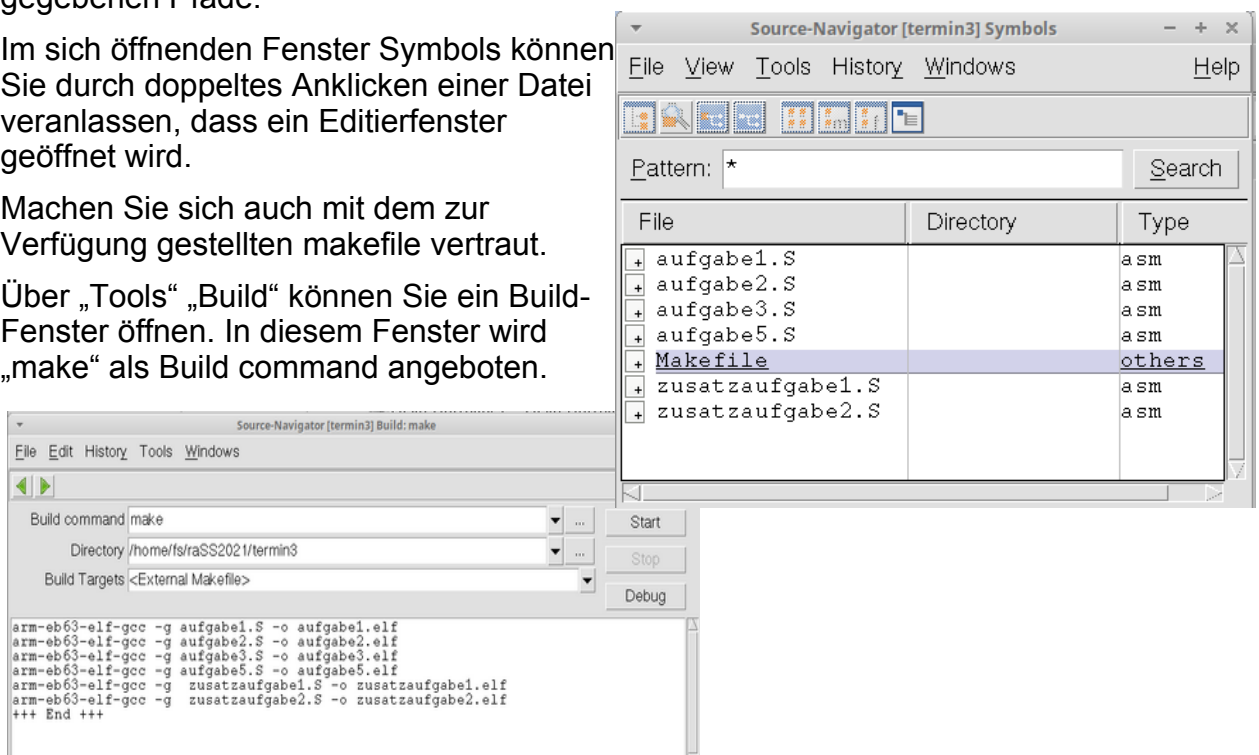 gegebenen Pfade.
Im sich öffnenden Fenster Symbols können
Sie durch doppeltes Anklicken einer Datei
veranlassen, dass ein Editierfenster
geöffnet wird.
Machen Sie sich auch mit dem zur
Verfügung gestellten makefile vertraut.
Über „Tools“ „Build“ können Sie ein Build-
Fenster öffnen. In diesem Fenster wird
„make“ als Build command angeboten.
Source-Navigator [termin3] Symbols
File View Tools History Windows Help
Pattern: * Search
File Directory Type
aufgabe1.S asm
aufgabe2.S asm
aufgabe3.S asm
aufgabe5.S asm
Makefile others
zusatzaufgabe1.S asm
zusatzaufgabe2.S asm
Source-Navigator [termin3] Build: make
File Edit History Tools Windows
Build command make ... Start
Directory /home/fs/raSS2021/termin3 ... Stop
Build Targets <External Makefile>
Debug
arm-eb63-elf-gcc -g aufgabe1.S -o aufgabe1.elf
arm-eb63-elf-gcc -g aufgabe2.S -o aufgabe2.elf
arm-eb63-elf-gcc -g aufgabe3.S -o aufgabe3.elf
arm-eb63-elf-gcc -g aufgabe5.S -o aufgabe5.elf
arm-eb63-elf-gcc -g  zusatzaufgabe1.S -o zusatzaufgabe1.elf
arm-eb63-elf-gcc -g  zusatzaufgabe2.S -o zusatzaufgabe2.elf
+++ End +++